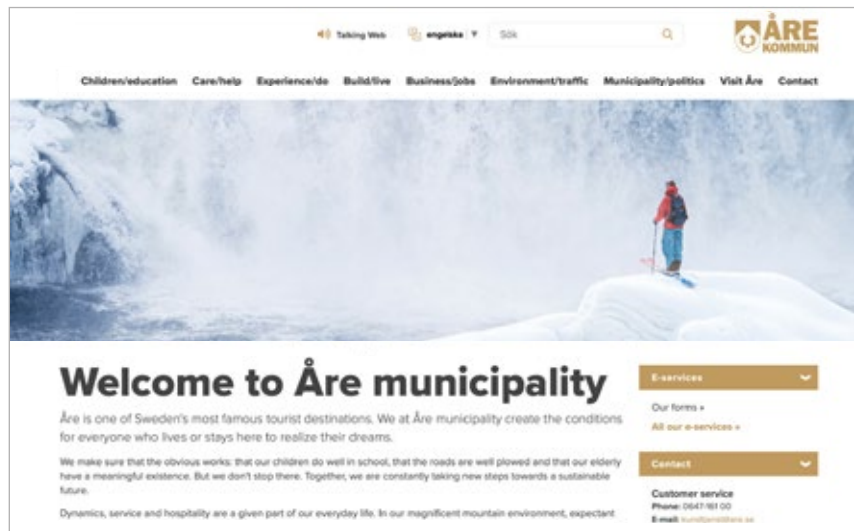 Talking Web
engelska
Sök
ÅRE
KOMMUN
Children/education Care/help Experience/do Build/live Business/jobs Environment/traffic Municipality/politics Visit Åre Contact
Welcome to Åre municipality
Åre is one of Sweden's most famous tourist destinations. We at Åre municipality create the conditions
for everyone who lives or stays here to realize their dreams.
We make sure that the obvious works: that our children do well in school, that the roads are well plowed and that our elderly
have a meaningful existence. But we don't stop there. Together, we are constantly taking new steps towards a sustainable
future.
Dynamics, service and hospitality are a given part of our everyday life. In our magnificent mountain environment, expectant
E-services
Our forms »
All our e-services »
Contact
Customer service
Phone: 0647-161 00
E-mail: